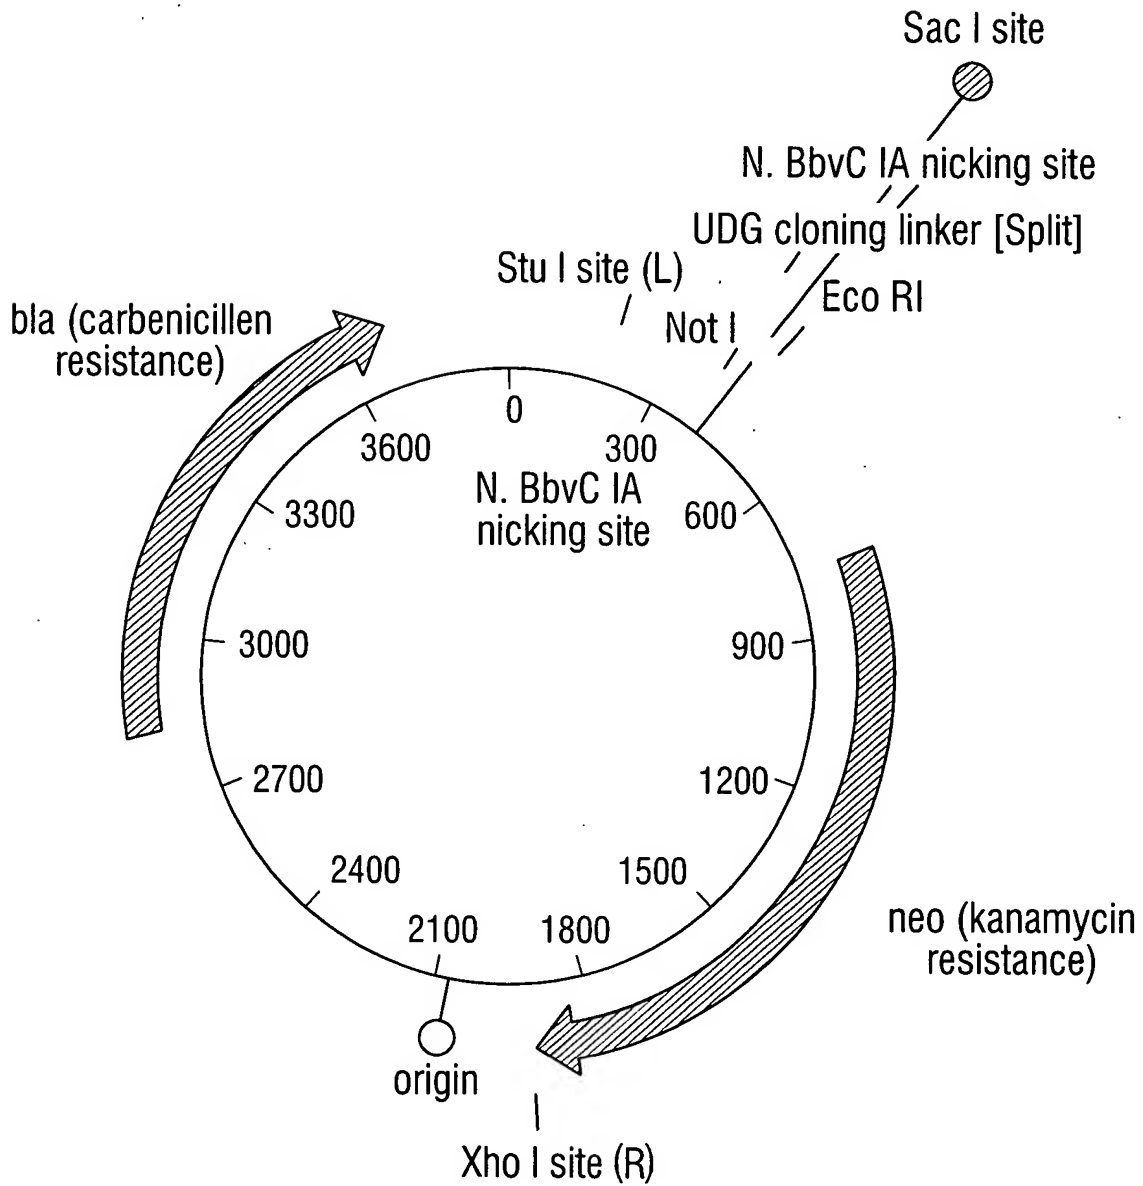 Sac I site
N. BbvC IA nicking site
UDG cloning linker [Split]
Stu I site (L)
Eco RI
Not I
bla (carbenicillen
resistance)
0
300
3600
N. BbvC IA
nicking site
600
3300
900
3000
1200
2700
1500
2400
1800
2100
neo (kanamycin
resistance)
origin
Xho I site (R)